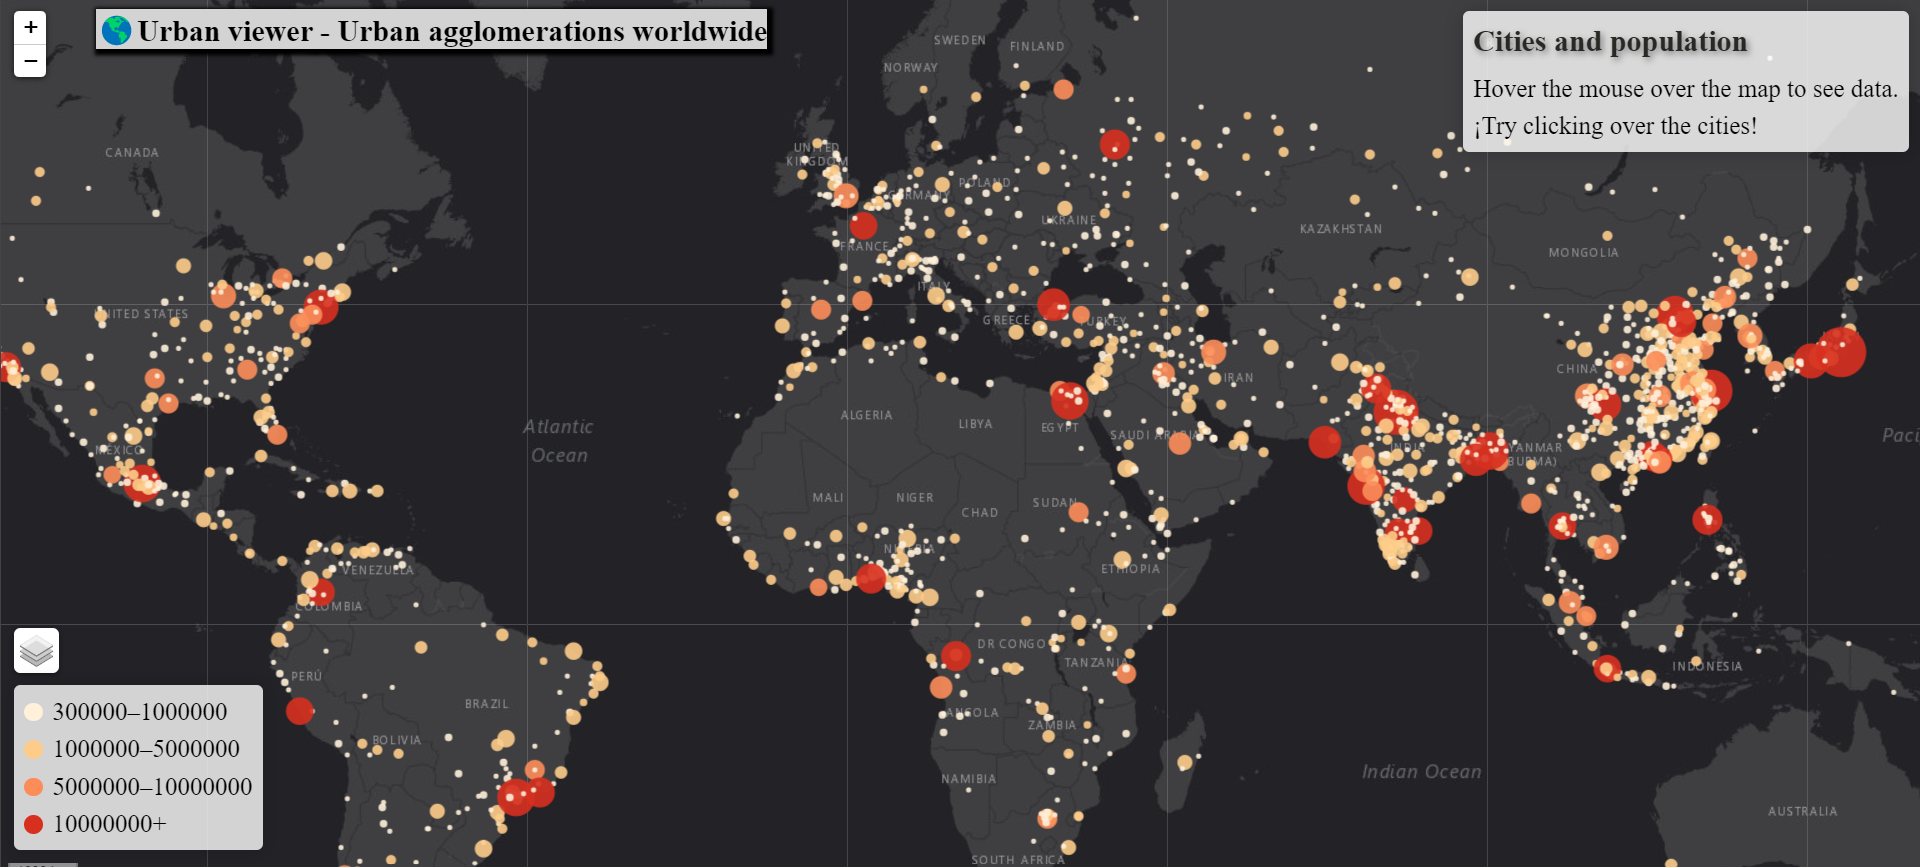 +
−
Urban viewer - Urban agglomerations worldwide
Cities and population
Hover the mouse over the map to see data.
¡Try clicking over the cities!
SWEDEN
FINLAND
NORWAY
CANADA
UNITED
KINGDOM
POLAND
GERMANY
UKRAINE
KAZAKHSTAN
FRANCE
MONGOLIA
ITALY
UNITED STATES
GREECE
TURKEY
CHINA
IRAN
ALGERIA
LIBYA
EGYPT
SAUDI ARABIA
Atlantic
Ocean
Paci
MEXICO
INDIA
MYANMAR
(BURMA)
MALI
NIGER
SUDAN
CHAD
NIGERIA
VENEZUELA
ETHIOPIA
COLOMBIA
DR CONGO
TANZANIA
INDONESIA
PERÚ
BRAZIL
ANGOLA
ZAMBIA
BOLIVIA
NAMIBIA
Indian Ocean
AUSTRALIA
SOUTH AFRICA
300000–1000000
1000000–5000000
5000000–10000000
10000000+